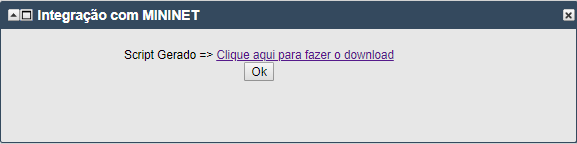 Integração com MININET
Script Gerado => Clique aqui para fazer o download
Ok